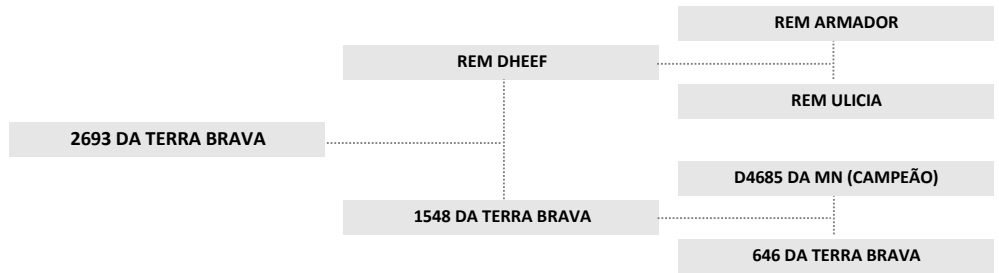 REM ARMADOR
REM DHEEF
REM ULICIA
2693 DA TERRA BRAVA
D4685 DA MN (CAMPEÃO)
1548 DA TERRA BRAVA
646 DA TERRA BRAVA